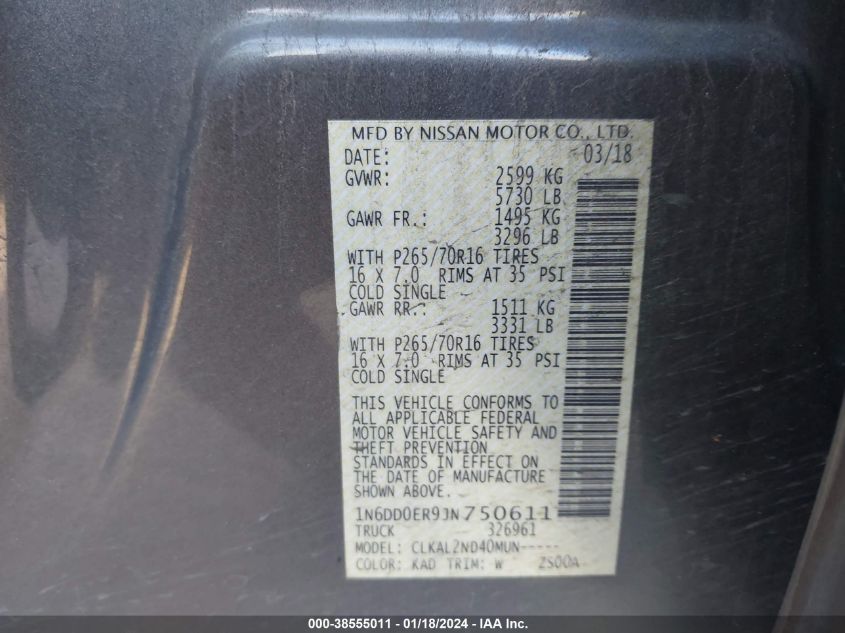 MFD BY NISSAN MOTOR CO., LTD.
DATE: 03/18
GVWR: 2599 KG
5730 LB
GAWR FR.: 1495 KG
3296 LB
WITH P265/70R16 TIRES
16 X 7.0 RIMS AT 35 PSI
COLD SINGLE
GAWR RR.: 1511 KG
3331 LB
WITH P265/70R16 TIRES
16 X 7.0 RIMS AT 35 PSI
COLD SINGLE
THIS VEHICLE CONFORMS TO
ALL APPLICABLE FEDERAL
MOTOR VEHICLE SAFETY AND
THEFT PREVENTION
STANDARDS IN EFFECT ON
THE DATE OF MANUFACTURE
SHOWN ABOVE.
1N6DD0ER9JN750611
TRUCK 326961
MODEL: CLKAL2ND40MUN-----
COLOR: KAD TRIM: W ZS00A
000-38555011 - 01/18/2024 - IAA Inc.